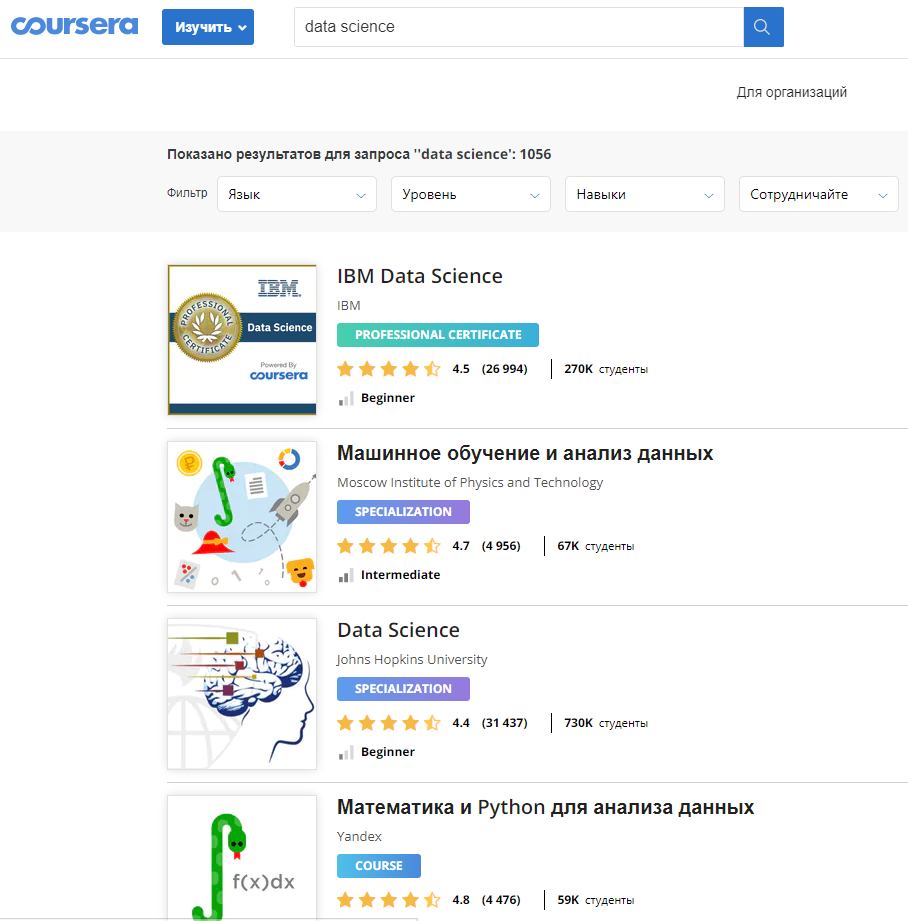 coursera
Изучить
data science
Для организаций
Показано результатов для запроса ''data science': 1056
Фильтр
Язык
Уровень
Навыки
Сотрудничайте
IBM
PROFESSIONAL CERTIFICATE
Data Science
Powered By
coursera
IBM Data Science
IBM
PROFESSIONAL CERTIFICATE
4.5 (26 994) 270K студенты
Beginner
Машинное обучение и анализ данных
Moscow Institute of Physics and Technology
SPECIALIZATION
4.7 (4 956) 67K студенты
Intermediate
Data Science
Johns Hopkins University
SPECIALIZATION
4.4 (31 437) 730K студенты
Beginner
f(x)dx
Математика и Python для анализа данных
Yandex
COURSE
4.8 (4 476) 59K студенты